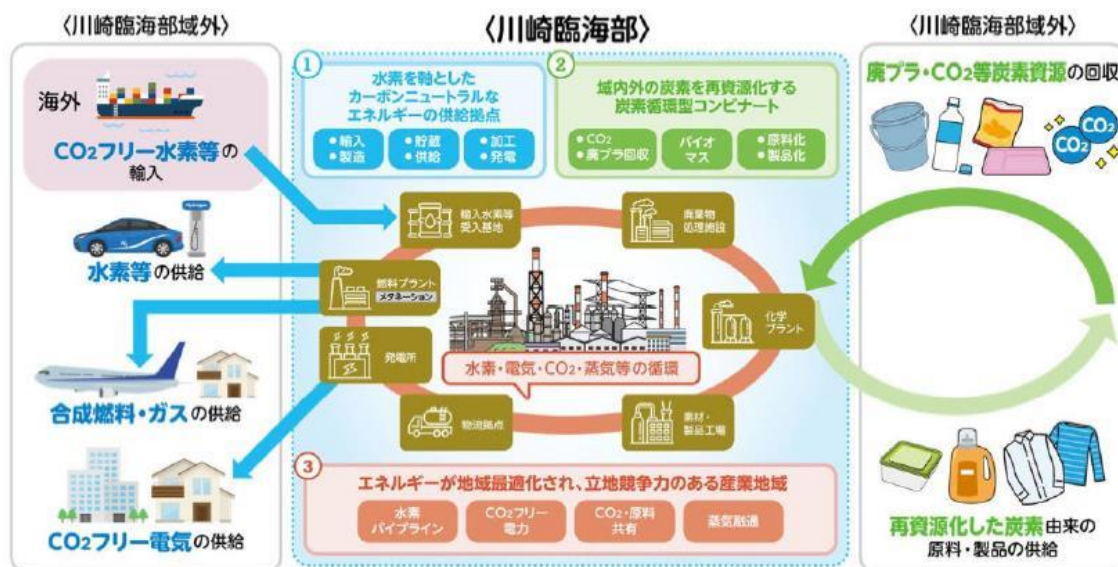 〈川崎臨海部域外〉
海外
CO2フリー水素等の
輸入
水素等の供給
合成燃料・ガスの供給
CO2フリー電気の供給
〈川崎臨海部〉
1
水素を軸とした
カーボンニュートラルな
エネルギーの供給拠点
●輸入
●製造
●貯蔵
●供給
●加工
●発電
2
域内外の炭素を再資源化する
炭素循環型コンビナート
●CO2
●廃プラ回収
バイオ
マス
●原料化
●製品化
輸入水素等
受入基地
廃棄物
処理施設
燃料プラント
メタネーション
化学
プラント
発電所
水素・電気・CO2・蒸気等の循環
物流拠点
素材・
製品工場
3
エネルギーが地域最適化され、立地競争力のある産業地域
水素
パイプライン
CO2フリー
電力
CO2・原料
共有
蒸気融通
〈川崎臨海部域外〉
廃プラ・CO2等炭素資源の回収
CO2
CO2
再資源化した炭素由来の
原料・製品の供給